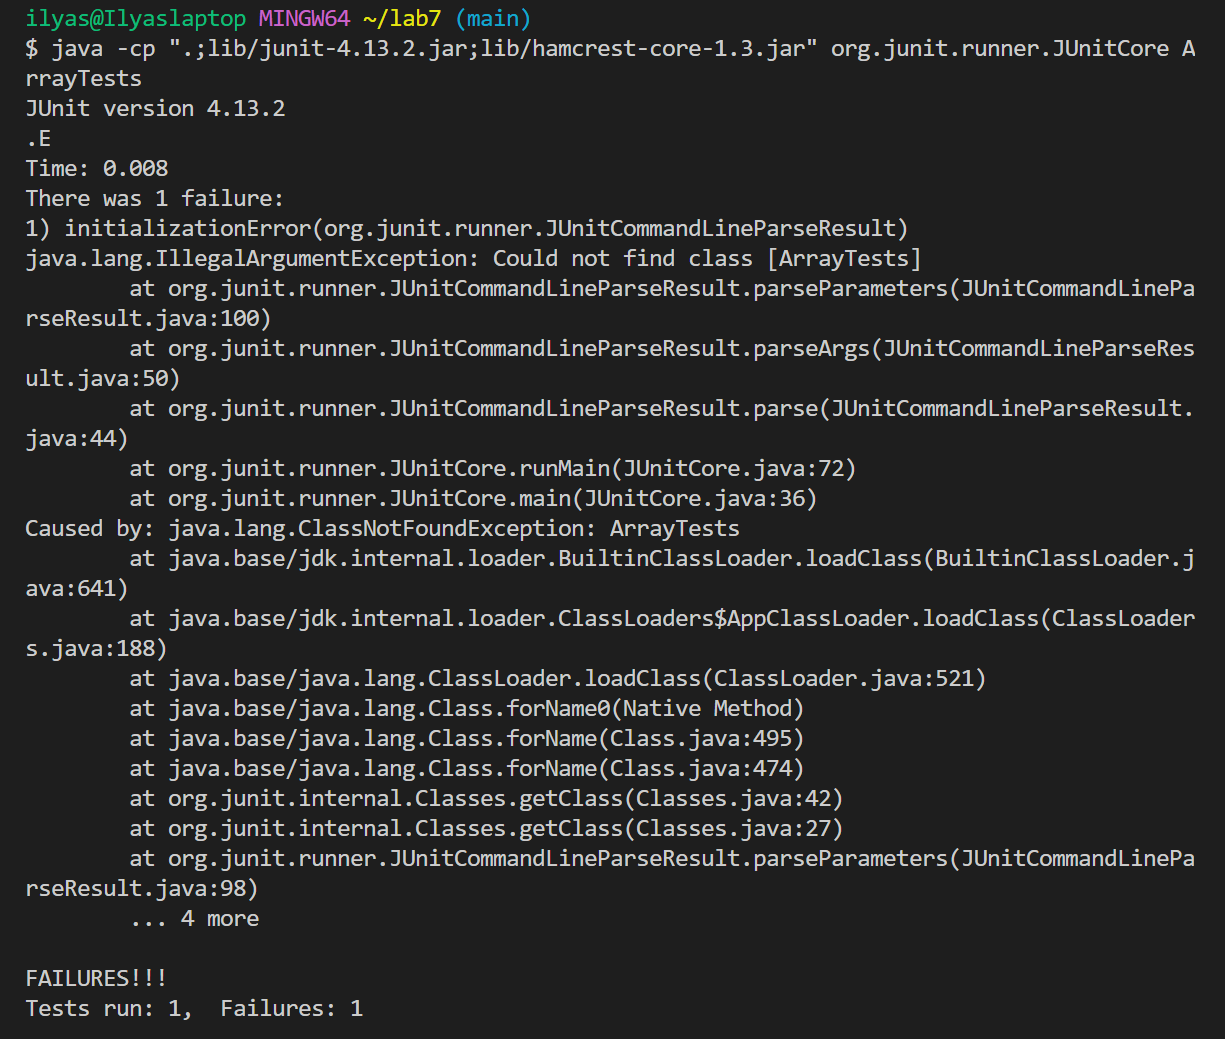 ilyas@Ilyaslaptop MINGW64 ~/lab7 (main)
$ java -cp ".;lib/junit-4.13.2.jar;lib/hamcrest-core-1.3.jar" org.junit.runner.JUnitCore A
rrayTests
JUnit version 4.13.2
.E
Time: 0.008
There was 1 failure:
1) initializationError(org.junit.runner.JUnitCommandLineParseResult)
java.lang.IllegalArgumentException: Could not find class [ArrayTests]
        at org.junit.runner.JUnitCommandLineParseResult.parseParameters(JUnitCommandLinePa
rseResult.java:100)
        at org.junit.runner.JUnitCommandLineParseResult.parseArgs(JUnitCommandLineParseRes
ult.java:50)
        at org.junit.runner.JUnitCommandLineParseResult.parse(JUnitCommandLineParseResult.
java:44)
        at org.junit.runner.JUnitCore.runMain(JUnitCore.java:72)
        at org.junit.runner.JUnitCore.main(JUnitCore.java:36)
Caused by: java.lang.ClassNotFoundException: ArrayTests
        at java.base/jdk.internal.loader.BuiltinClassLoader.loadClass(BuiltinClassLoader.j
ava:641)
        at java.base/jdk.internal.loader.ClassLoaders$AppClassLoader.loadClass(ClassLoader
s.java:188)
        at java.base/java.lang.ClassLoader.loadClass(ClassLoader.java:521)
        at java.base/java.lang.Class.forName0(Native Method)
        at java.base/java.lang.Class.forName(Class.java:495)
        at java.base/java.lang.Class.forName(Class.java:474)
        at org.junit.internal.Classes.getClass(Classes.java:42)
        at org.junit.internal.Classes.getClass(Classes.java:27)
        at org.junit.runner.JUnitCommandLineParseResult.parseParameters(JUnitCommandLinePa
rseResult.java:98)
        ... 4 more

FAILURES!!!
Tests run: 1,  Failures: 1